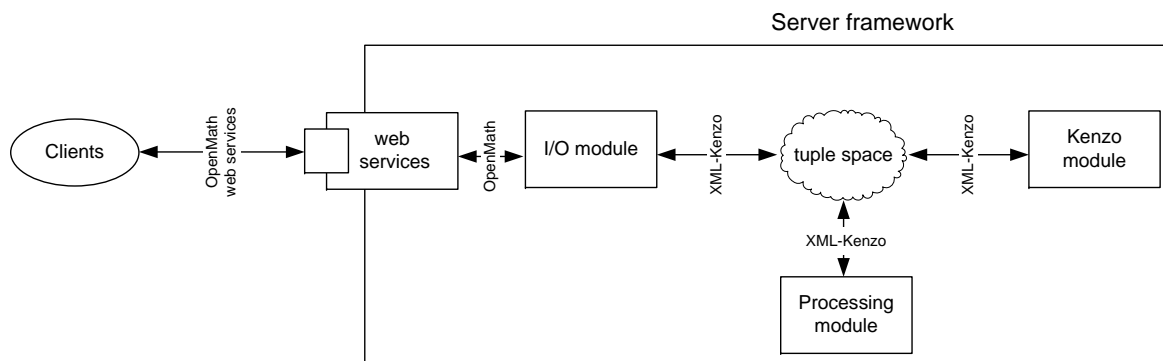 Server framework
Clients
OpenMath
web services
web
services
OpenMath
I/O module
XML-Kenzo
tuple space
XML-Kenzo
Kenzo
module
XML-Kenzo
Processing
module